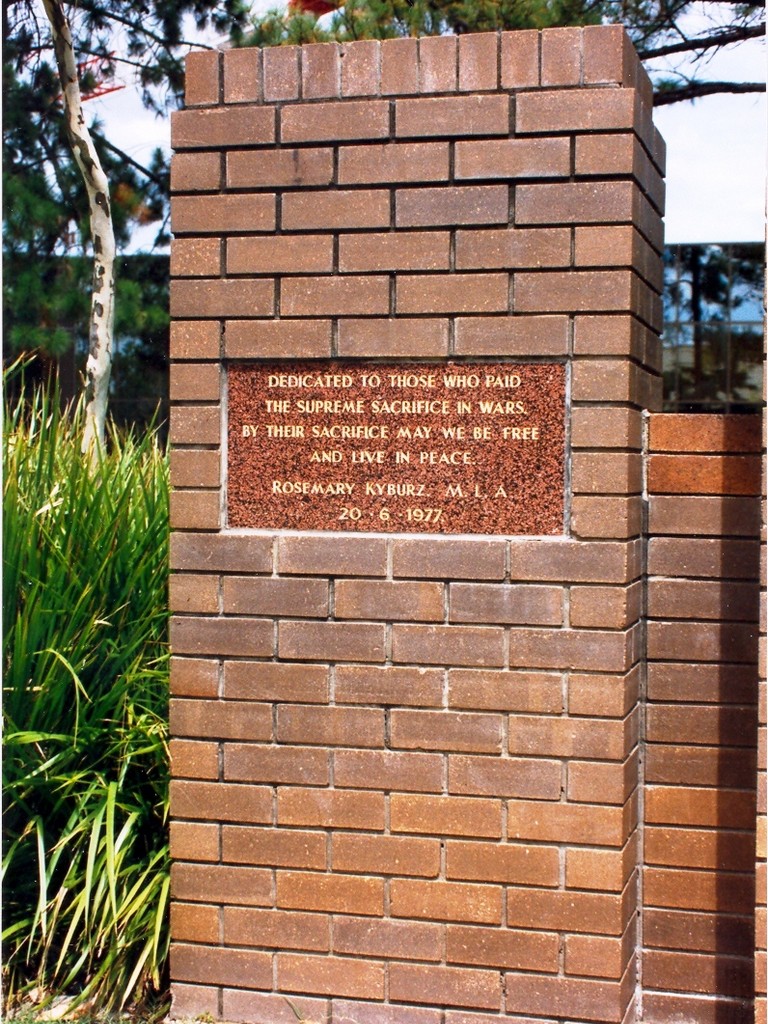 DEDICATED TO THOSE WHO PAID
THE SUPREME SACRIFICE IN WARS.
BY THEIR SACRIFICE MAY WE BE FREE
AND LIVE IN PEACE.
ROSEMARY KYBURZ. M. L. A
20 · 6 · 1977